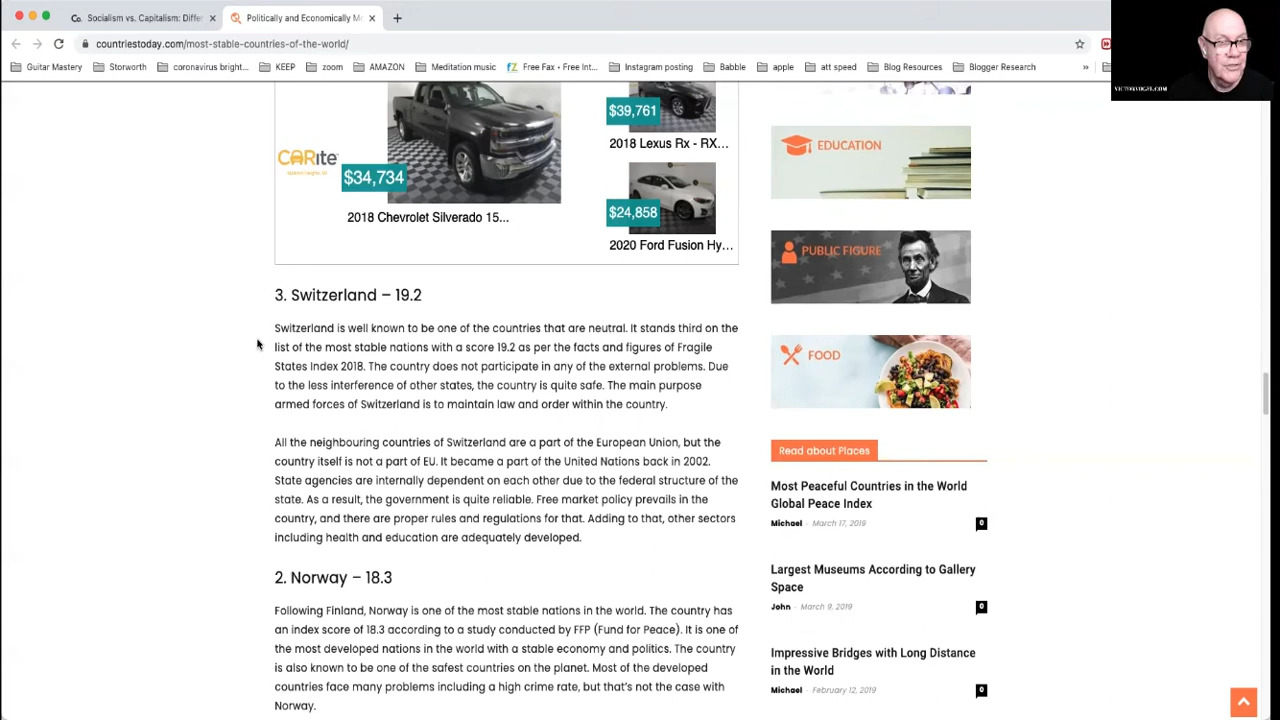 Socialism vs. Capitalism: Differ
Politically and Economically Mo
countriestoday.com/most-stable-countries-of-the-world/
Guitar Mastery
Storworth
coronavirus bright...
KEEP
zoom
AMAZON
Meditation music
Free Fax • Free Int...
Instagram posting
Babble
apple
att speed
Blog Resources
Blogger Research
»
VICTORVOGEL.COM
CARite
$34,734
2018 Chevrolet Silverado 15...
$39,761
2018 Lexus Rx - RX...
$24,858
2020 Ford Fusion Hy...
3. Switzerland – 19.2
Switzerland is well known to be one of the countries that are neutral. It stands third on the
list of the most stable nations with a score 19.2 as per the facts and figures of Fragile
States Index 2018. The country does not participate in any of the external problems. Due
to the less interference of other states, the country is quite safe. The main purpose
armed forces of Switzerland is to maintain law and order within the country.
All the neighbouring countries of Switzerland are a part of the European Union, but the
country itself is not a part of EU. It became a part of the United Nations back in 2002.
State agencies are internally dependent on each other due to the federal structure of the
state. As a result, the government is quite reliable. Free market policy prevails in the
country, and there are proper rules and regulations for that. Adding to that, other sectors
including health and education are adequately developed.
2. Norway – 18.3
Following Finland, Norway is one of the most stable nations in the world. The country has
an index score of 18.3 according to a study conducted by FFP (Fund for Peace). It is one of
the most developed nations in the world with a stable economy and politics. The country
is also known to be one of the safest countries on the planet. Most of the developed
countries face many problems including a high crime rate, but that's not the case with
Norway.
EDUCATION
PUBLIC FIGURE
FOOD
Read about Places
Most Peaceful Countries in the World
Global Peace Index
Michael - March 17, 2019
0
Largest Museums According to Gallery
Space
John - March 9, 2019
0
Impressive Bridges with Long Distance
in the World
Michael - February 12, 2019
0